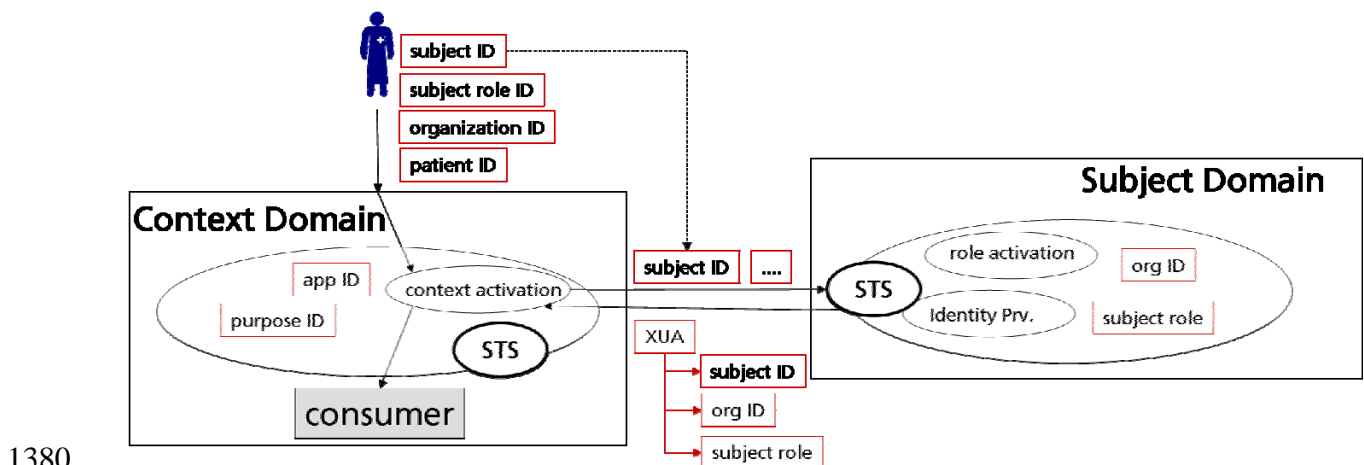 subject ID
subject role ID
organization ID
patient ID
Context Domain
Subject Domain
app ID
purpose ID
context activation
STS
consumer
subject ID
....
STS
role activation
Identity Prv.
org ID
subject role
XUA
subject ID
org ID
subject role
1380